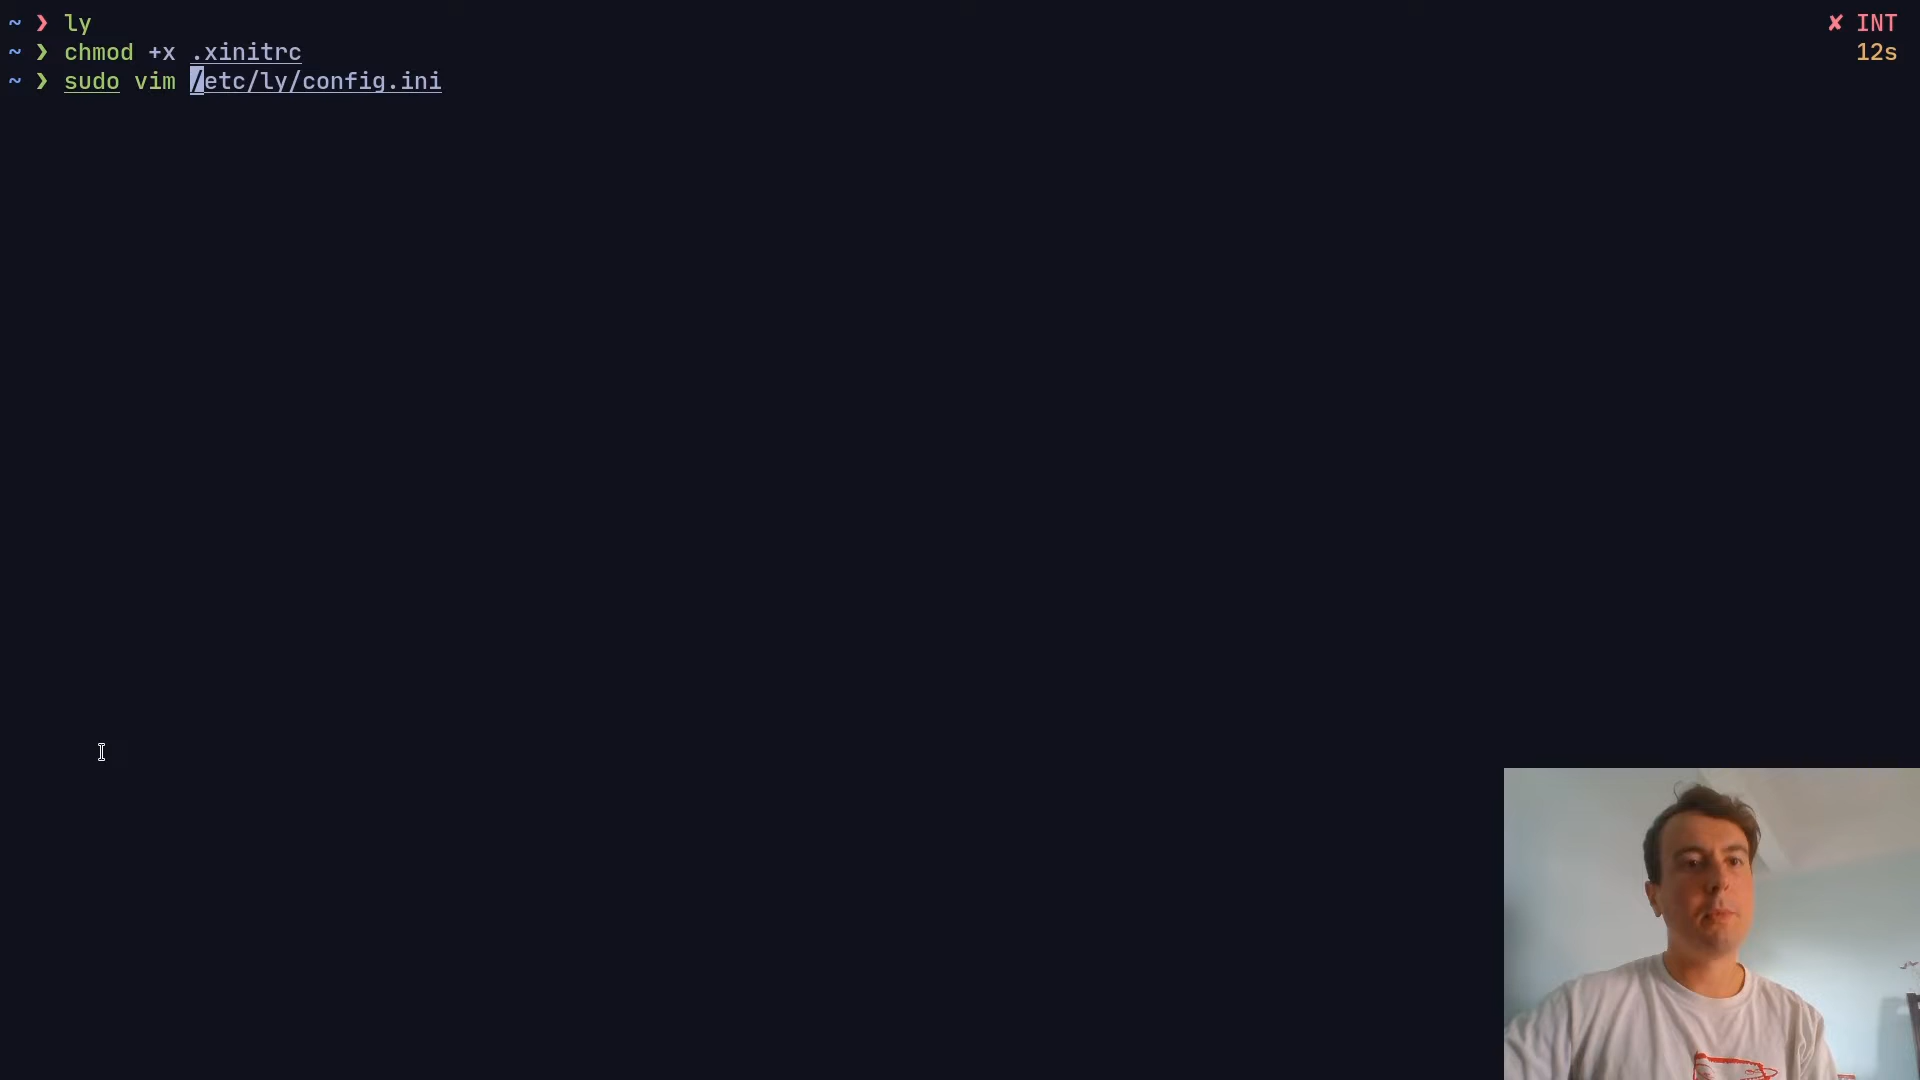 ~ ❯ ly ✘ INT
~ ❯ chmod +x .xinitrc 12s
~ ❯ sudo vim /etc/ly/config.ini